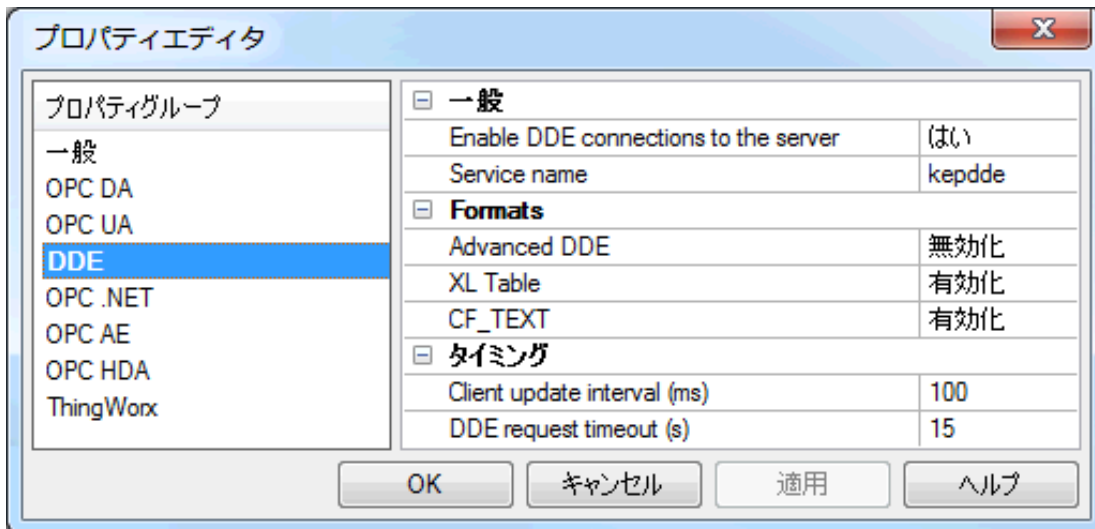 プロパティエディタ
プロパティグループ
一般
OPC DA
OPC UA
DDE
OPC .NET
OPC AE
OPC HDA
ThingWorx
一般
Enable DDE connections to the server はい
Service name kepdde
Formats
Advanced DDE 無効化
XL Table 有効化
CF_TEXT 有効化
タイミング
Client update interval (ms) 100
DDE request timeout (s) 15
OK キャンセル 適用 ヘルプ